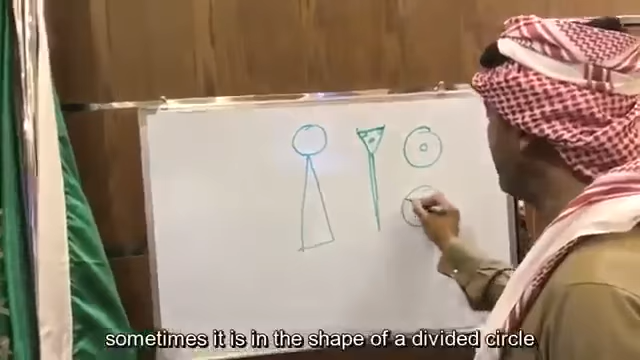 sometimes it is in the shape of a divided circle